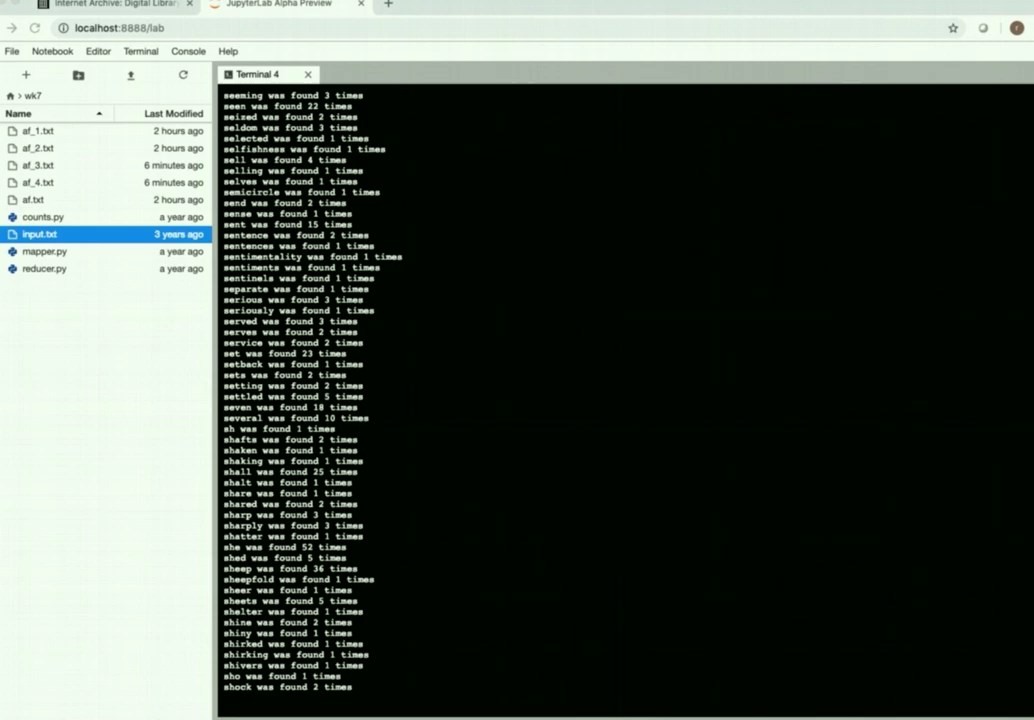 Internet Archive: Digital Librar
JupyterLab Alpha Preview
localhost:8888/lab
File Notebook Editor Terminal Console Help
Terminal 4
> wk7
Name Last Modified
af_1.txt 2 hours ago
af_2.txt 2 hours ago
af_3.txt 6 minutes ago
af_4.txt 6 minutes ago
af.txt 2 hours ago
counts.py a year ago
input.txt 3 years ago
mapper.py a year ago
reducer.py a year ago
seeming was found 3 times
seen was found 22 times
seized was found 2 times
seldom was found 3 times
selected was found 1 times
selfishness was found 1 times
sell was found 4 times
selling was found 1 times
selves was found 1 times
semicircle was found 1 times
send was found 2 times
sense was found 1 times
sent was found 15 times
sentence was found 2 times
sentences was found 1 times
sentimentality was found 1 times
sentiments was found 1 times
sentinels was found 1 times
separate was found 1 times
serious was found 3 times
seriously was found 1 times
served was found 3 times
serves was found 2 times
service was found 2 times
set was found 23 times
setback was found 1 times
sets was found 2 times
setting was found 2 times
settled was found 5 times
seven was found 18 times
several was found 10 times
sh was found 1 times
shafts was found 2 times
shaken was found 1 times
shaking was found 1 times
shall was found 25 times
shalt was found 1 times
share was found 1 times
shared was found 2 times
sharp was found 3 times
sharply was found 3 times
shatter was found 1 times
she was found 52 times
shed was found 5 times
sheep was found 36 times
sheepfold was found 1 times
sheer was found 1 times
sheets was found 5 times
shelter was found 1 times
shine was found 2 times
shiny was found 1 times
shirked was found 1 times
shirking was found 1 times
shivers was found 1 times
sho was found 1 times
shock was found 2 times